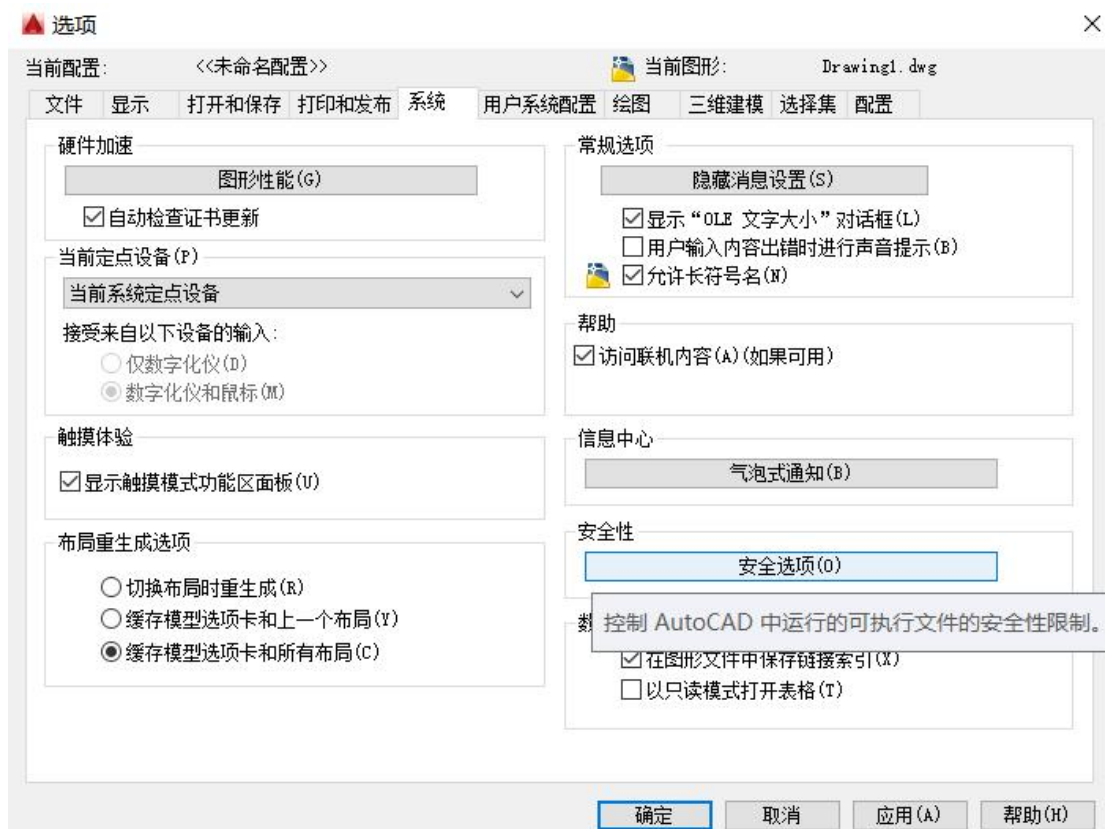 选项
当前配置: <<未命名配置>> 当前图形: Drawing1.dwg
文件 显示 打开和保存 打印和发布 系统 用户系统配置 绘图 三维建模 选择集 配置
硬件加速
图形性能(G)
自动检查证书更新
当前定点设备(P)
当前系统定点设备
接受来自以下设备的输入:
仅数字化仪(D)
数字化仪和鼠标(M)
触摸体验
显示触摸模式功能区面板(U)
布局重生成选项
切换布局时重生成(R)
缓存模型选项卡和上一个布局(Y)
缓存模型选项卡和所有布局(C)
常规选项
隐藏消息设置(S)
显示“OLE 文字大小”对话框(L)
用户输入内容出错时进行声音提示(B)
允许长符号名(N)
帮助
访问联机内容(A)(如果可用)
信息中心
气泡式通知(B)
安全性
安全选项(O)
控制 AutoCAD 中运行的可执行文件的安全性限制。
数
在图形文件中保存链接索引(X)
以只读模式打开表格(T)
确定 取消 应用(A) 帮助(H)